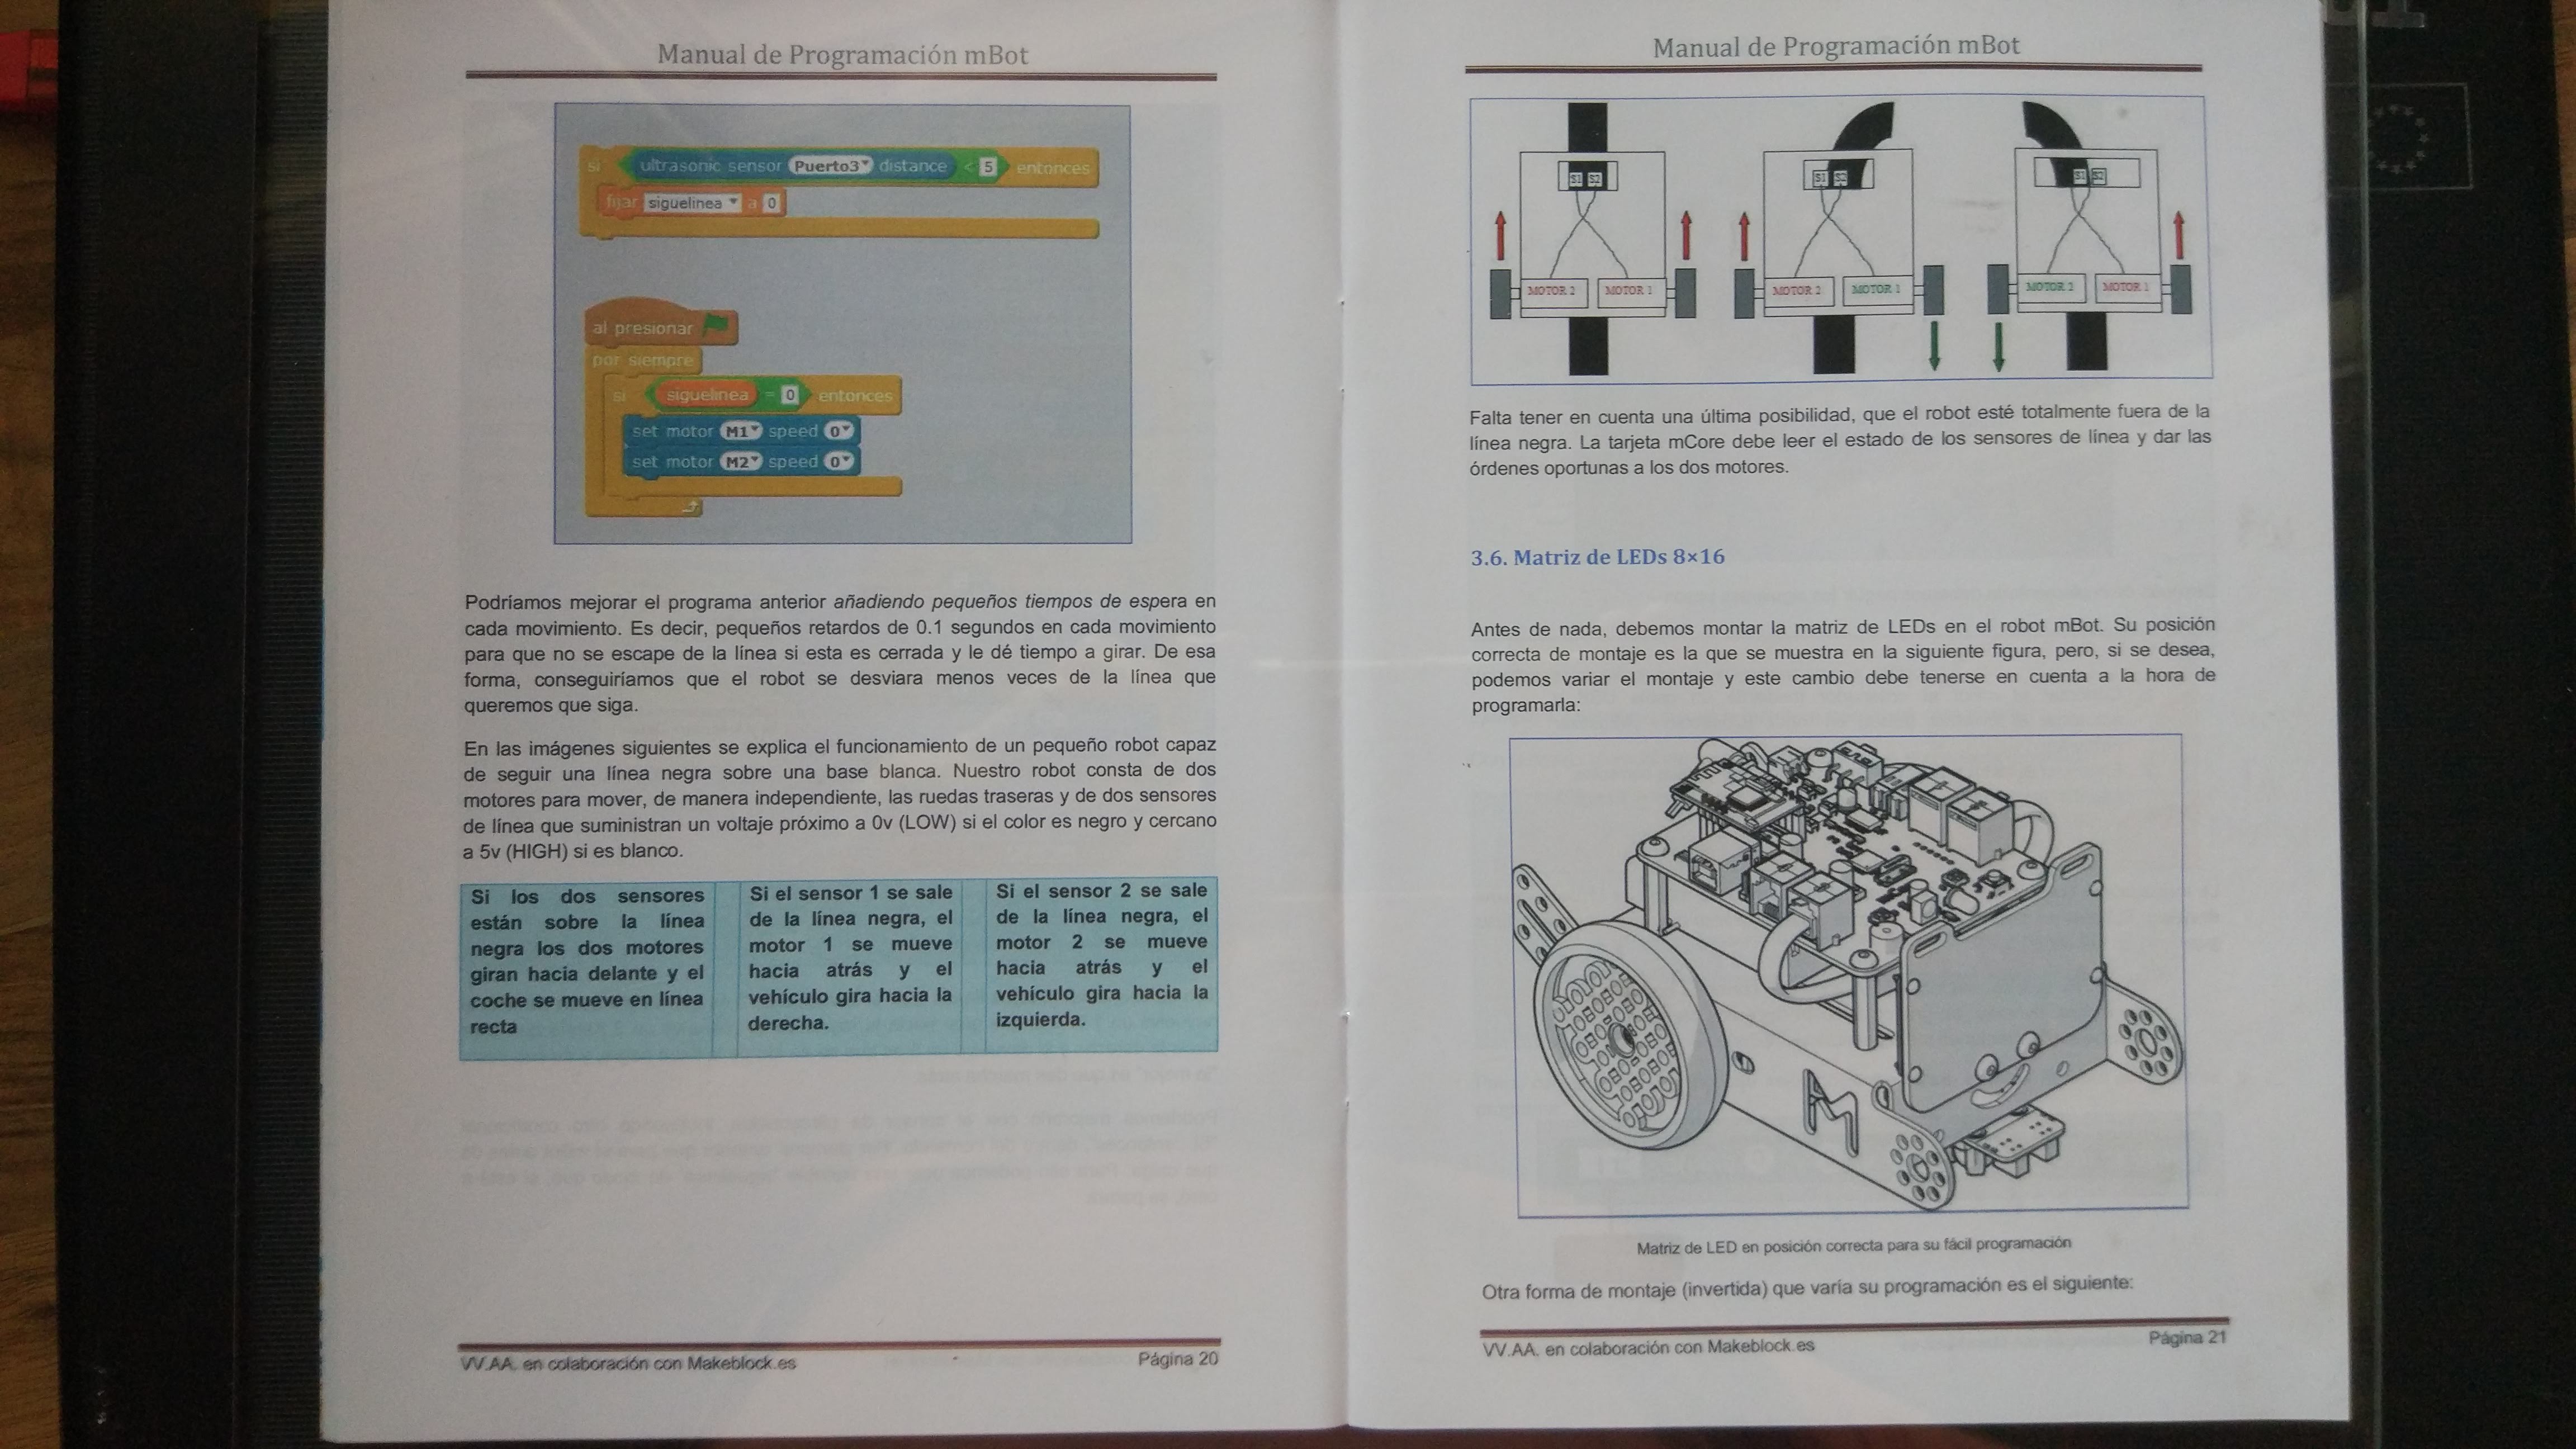 Manual de Programación mBot
si ultrasonic sensor Puerto3 distance < 5 entonces
fijar siguelinea a 0
al presionar
por siempre
si siguelinea = 0 entonces
set motor M1 speed 0
set motor M2 speed 0
Podríamos mejorar el programa anterior añadiendo pequeños tiempos de espera en
cada movimiento. Es decir, pequeños retardos de 0.1 segundos en cada movimiento
para que no se escape de la línea si esta es cerrada y le dé tiempo a girar. De esa
forma, conseguiríamos que el robot se desviara menos veces de la línea que
queremos que siga.
En las imágenes siguientes se explica el funcionamiento de un pequeño robot capaz
de seguir una línea negra sobre una base blanca. Nuestro robot consta de dos
motores para mover, de manera independiente, las ruedas traseras y de dos sensores
de línea que suministran un voltaje próximo a 0v (LOW) si el color es negro y cercano
a 5v (HIGH) si es blanco.
Si los dos sensores
están sobre la línea
negra los dos motores
giran hacia delante y el
coche se mueve en línea
recta
Si el sensor 1 se sale
de la línea negra, el
motor 1 se mueve
hacia atrás y el
vehículo gira hacia la
derecha.
Si el sensor 2 se sale
de la línea negra, el
motor 2 se mueve
hacia atrás y el
vehículo gira hacia la
izquierda.
VV.AA. en colaboración con Makeblock.es Página 20
Manual de Programación mBot
S1 S2 S1 S2 S1 S2
MOTOR 2 MOTOR 1 MOTOR 2 MOTOR 1 MOTOR 2 MOTOR 1
Falta tener en cuenta una última posibilidad, que el robot esté totalmente fuera de la
línea negra. La tarjeta mCore debe leer el estado de los sensores de línea y dar las
órdenes oportunas a los dos motores.
3.6. Matriz de LEDs 8×16
Antes de nada, debemos montar la matriz de LEDs en el robot mBot. Su posición
correcta de montaje es la que se muestra en la siguiente figura, pero, si se desea,
podemos variar el montaje y este cambio debe tenerse en cuenta a la hora de
programarla:
M
Matriz de LED en posición correcta para su fácil programación
Otra forma de montaje (invertida) que varía su programación es el siguiente:
VV.AA. en colaboración con Makeblock.es Página 21